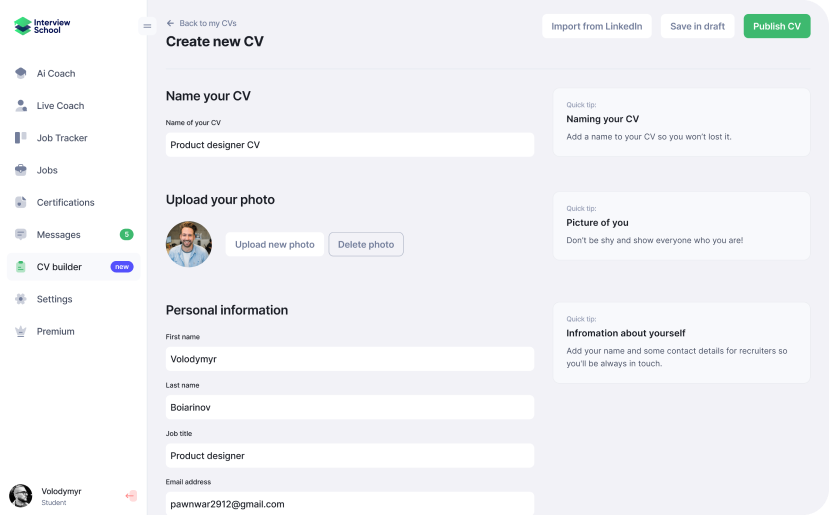 Interview
School
Ai Coach
Live Coach
Job Tracker
Jobs
Certifications
Messages 5
CV builder new
Settings
Premium
Volodymyr
Student
Back to my CVs
Create new CV
Import from LinkedIn Save in draft Publish CV
Name your CV
Name of your CV
Product designer CV
Quick tip:
Naming your CV
Add a name to your CV so you won't lost it.
Upload your photo
Upload new photo Delete photo
Quick tip:
Picture of you
Don't be shy and show everyone who you are!
Personal information
First name
Volodymyr
Last name
Boiarinov
Job title
Product designer
Email address
pawnwar2912@gmail.com
Quick tip:
Infromation about yourself
Add your name and some contact details for recruiters so
you'll be always in touch.